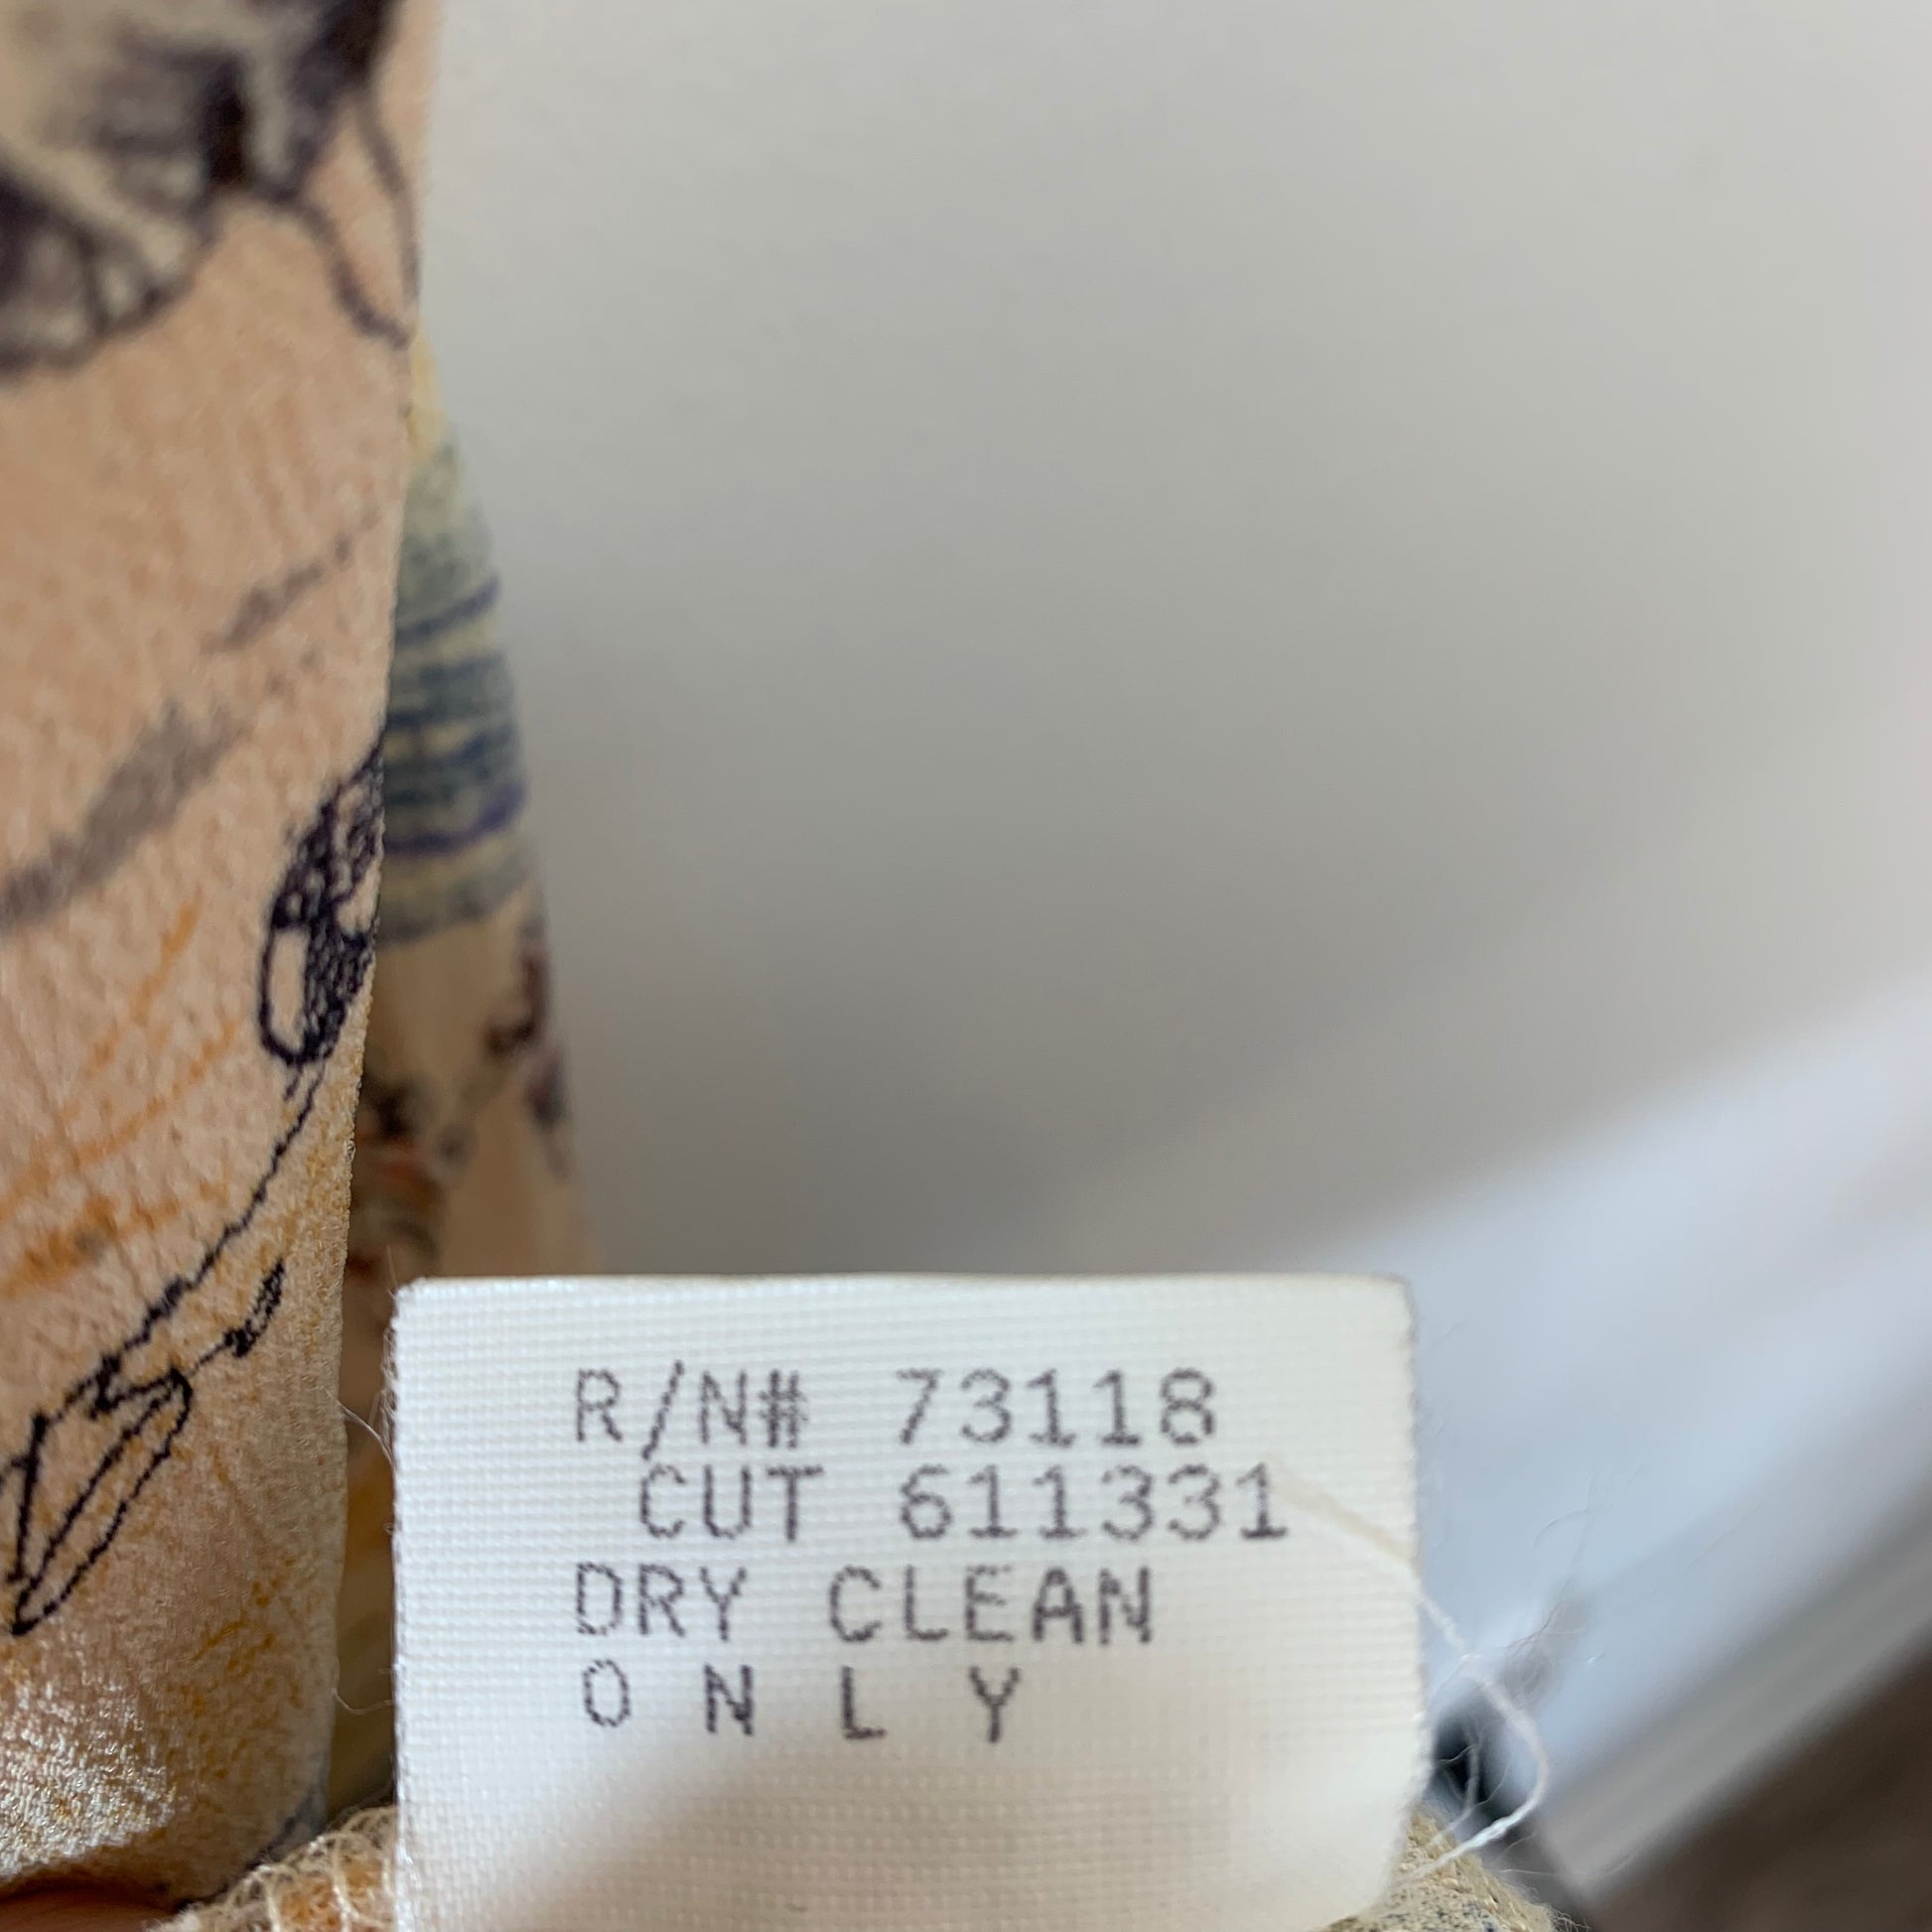 R/N# 73118
CUT 611331
DRY CLEAN
O N L Y